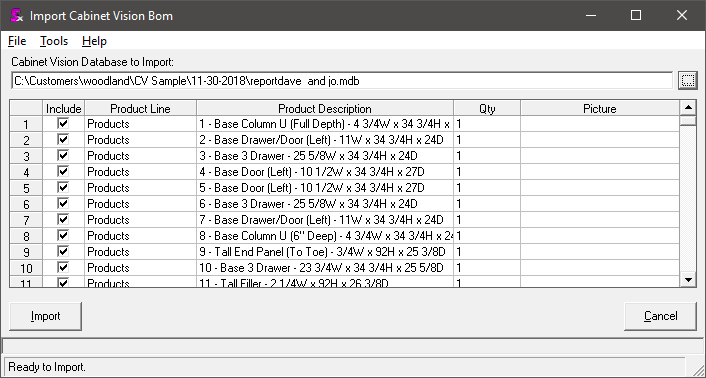 Import Cabinet Vision Bom
File Tools Help
Cabinet Vision Database to Import:
C:\Customers\woodland\CV Sample\11-30-2018\reportdave and jo.mdb
...
Include Product Line Product Description Qty Picture
1 Products 1 - Base Column U (Full Depth) - 4 3/4W x 34 3/4H x 1
2 Products 2 - Base Drawer/Door (Left) - 11W x 34 3/4H x 24D 1
3 Products 3 - Base 3 Drawer - 25 5/8W x 34 3/4H x 24D 1
4 Products 4 - Base Door (Left) - 10 1/2W x 34 3/4H x 27D 1
5 Products 5 - Base Door (Left) - 10 1/2W x 34 3/4H x 27D 1
6 Products 6 - Base 3 Drawer - 25 5/8W x 34 3/4H x 24D 1
7 Products 7 - Base Drawer/Door (Left) - 11W x 34 3/4H x 24D 1
8 Products 8 - Base Column U (6" Deep) - 4 3/4W x 34 3/4H x 24 1
9 Products 9 - Tall End Panel (To Toe) - 3/4W x 92H x 25 3/8D 1
10 Products 10 - Base 3 Drawer - 23 3/4W x 34 3/4H x 25 5/8D 1
11 Products 11 - Tall Filler - 2 1/4W x 92H x 26 3/8D 1
Import Cancel
Ready to Import.